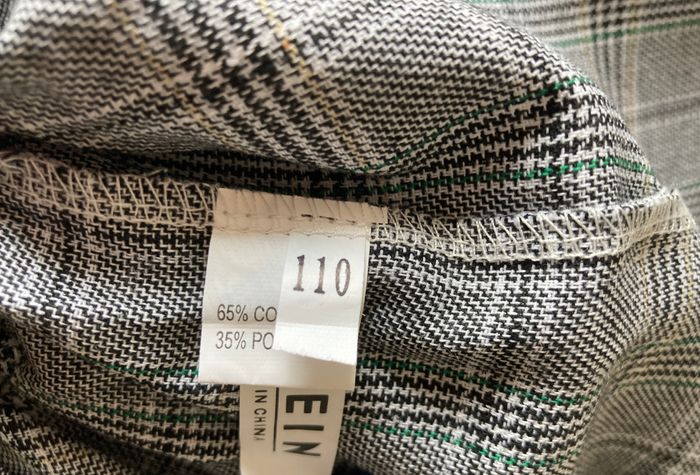 110
65% CO
35% PO
EIN
IN CHINA